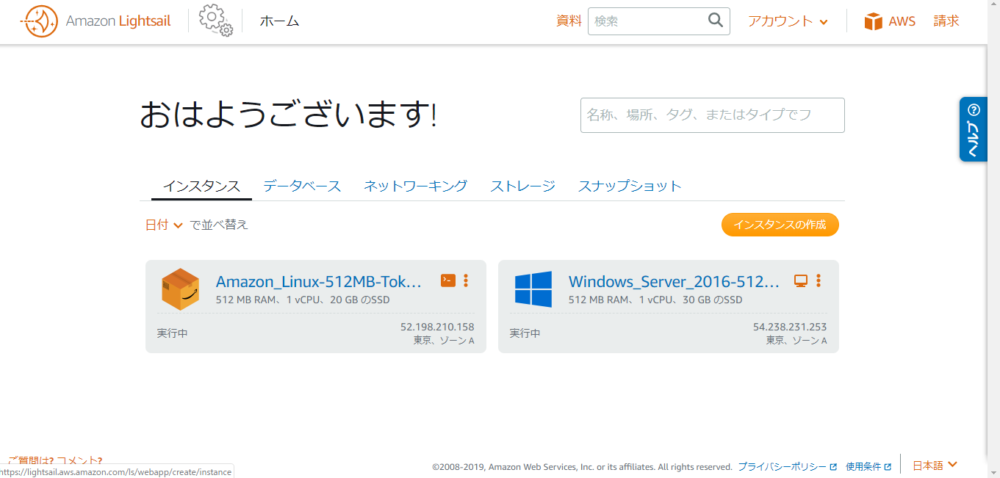 Amazon Lightsail ホーム 資料 検索 アカウント AWS 請求
おはようございます!
名称、場所、タグ、またはタイプでフ
ヘルプ
インスタンス データベース ネットワーキング ストレージ スナップショット
日付 で並べ替え
インスタンスの作成
Amazon_Linux-512MB-Tok...
512 MB RAM、1 vCPU、20 GB のSSD
実行中
52.198.210.158
東京、ゾーン A
Windows_Server_2016-512...
512 MB RAM、1 vCPU、30 GB のSSD
実行中
54.238.231.253
東京、ゾーン A
ご質問は? コメント?
https://lightsail.aws.amazon.com/ls/webapp/create/instance
©2008-2019, Amazon Web Services, Inc. or its affiliates. All rights reserved. プライバシーポリシー 使用条件 日本語